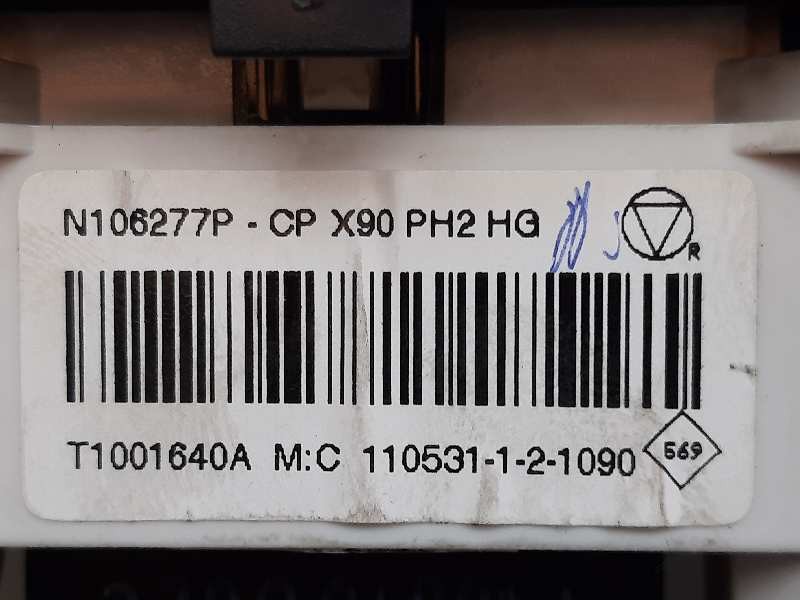 N106277P - CP X90 PH2 HG
R
T1001640A M:C 110531-1-2-1090
569